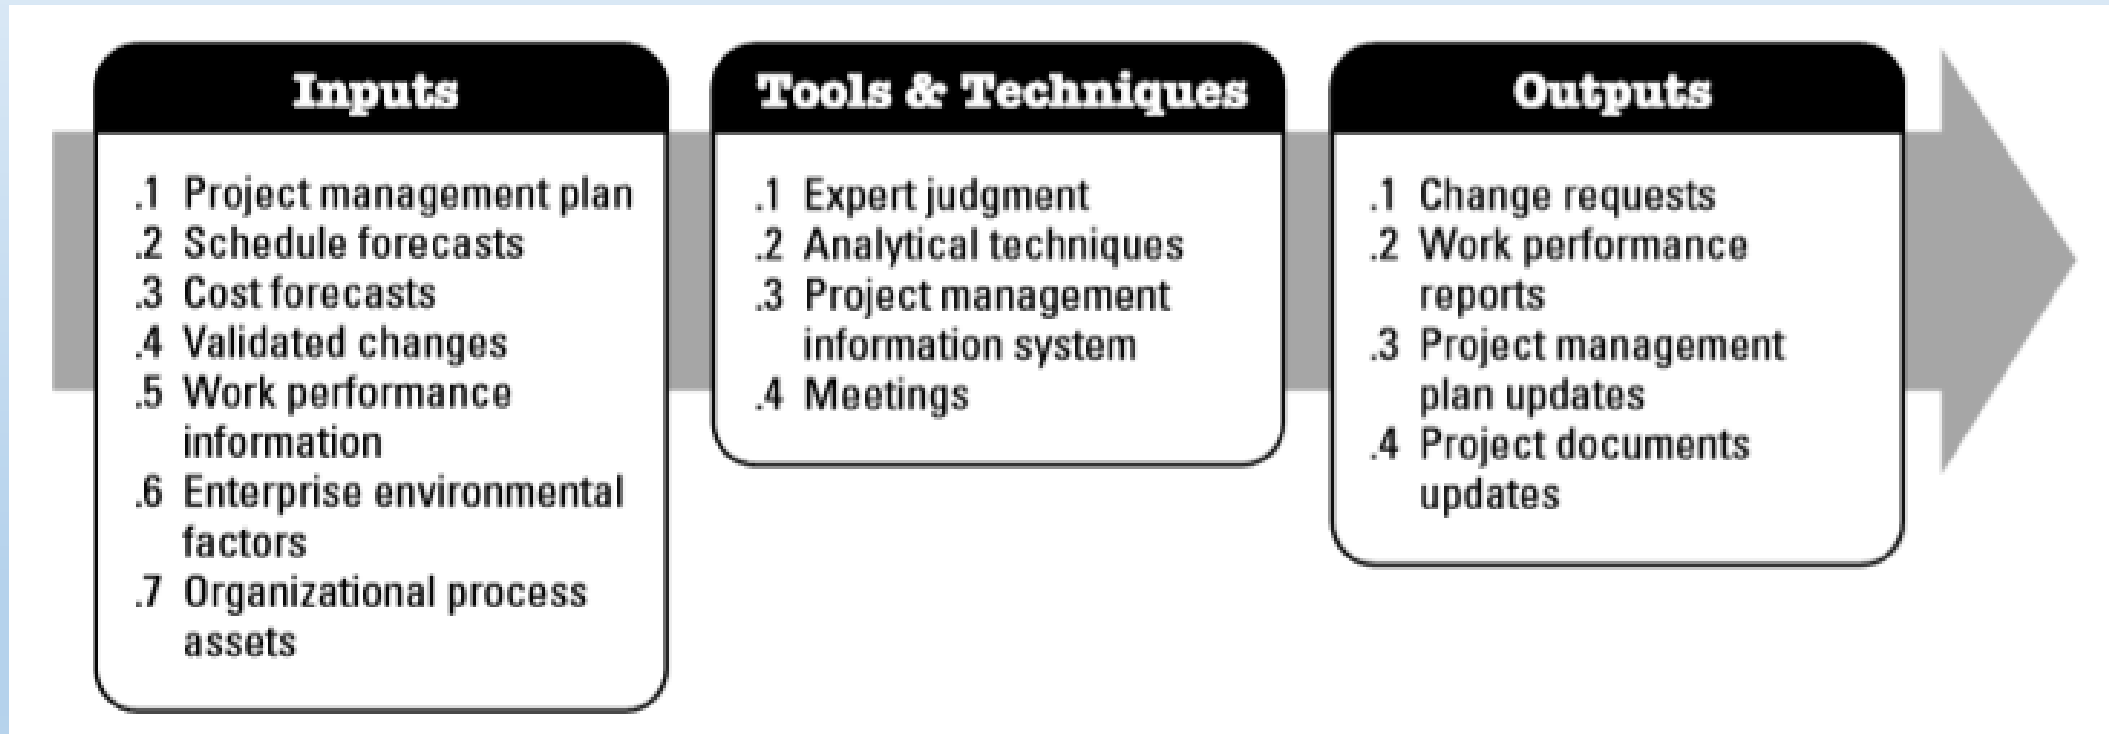 Inputs
.1 Project management plan
.2 Schedule forecasts
.3 Cost forecasts
.4 Validated changes
.5 Work performance
information
.6 Enterprise environmental
factors
.7 Organizational process
assets
Tools & Techniques
.1 Expert judgment
.2 Analytical techniques
.3 Project management
information system
.4 Meetings
Outputs
.1 Change requests
.2 Work performance
reports
.3 Project management
plan updates
.4 Project documents
updates